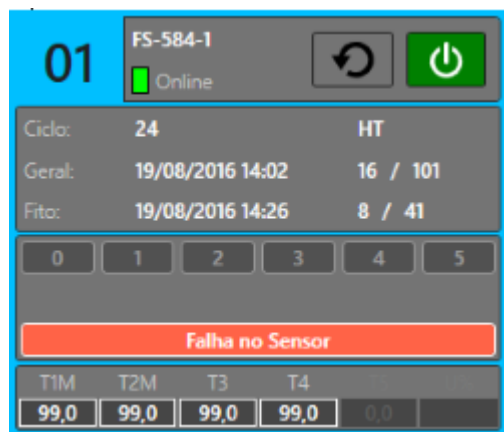 01
FS-584-1
Online
Ciclo: 24 HT
Geral: 19/08/2016 14:02 16 / 101
Fito: 19/08/2016 14:26 8 / 41
0 1 2 3 4 5
Falha no Sensor
T1M T2M T3 T4 T5 U%
99,0 99,0 99,0 99,0 0,0